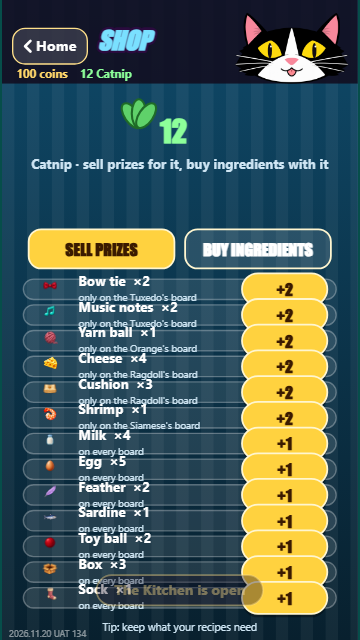 Home
SHOP
100 coins 12 Catnip
12
Catnip · sell prizes for it, buy ingredients with it
SELL PRIZES
BUY INGREDIENTS
Bow tie ×2
only on the Tuxedo's board
+2
Music notes ×2
only on the Tuxedo's board
+2
Yarn ball ×1
only on the Orange's board
+2
Cheese ×4
only on the Ragdoll's board
+2
Cushion ×3
only on the Ragdoll's board
+2
Shrimp ×1
only on the Siamese's board
+2
Milk ×4
on every board
+1
Egg ×5
on every board
+1
Feather ×2
on every board
+1
Sardine ×1
on every board
+1
Toy ball ×2
on every board
+1
Box ×3
on every board
+1
Sock ×1
on every board
+1
The Kitchen is open
Tip: keep what your recipes need
2026.11.20 UAT 134